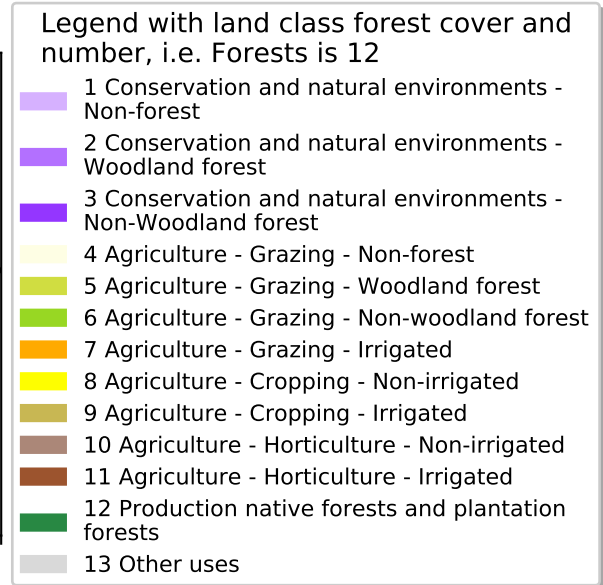 Legend with land class forest cover and
number, i.e. Forests is 12
1 Conservation and natural environments -
Non-forest
2 Conservation and natural environments -
Woodland forest
3 Conservation and natural environments -
Non-Woodland forest
4 Agriculture - Grazing - Non-forest
5 Agriculture - Grazing - Woodland forest
6 Agriculture - Grazing - Non-woodland forest
7 Agriculture - Grazing - Irrigated
8 Agriculture - Cropping - Non-irrigated
9 Agriculture - Cropping - Irrigated
10 Agriculture - Horticulture - Non-irrigated
11 Agriculture - Horticulture - Irrigated
12 Production native forests and plantation
forests
13 Other uses